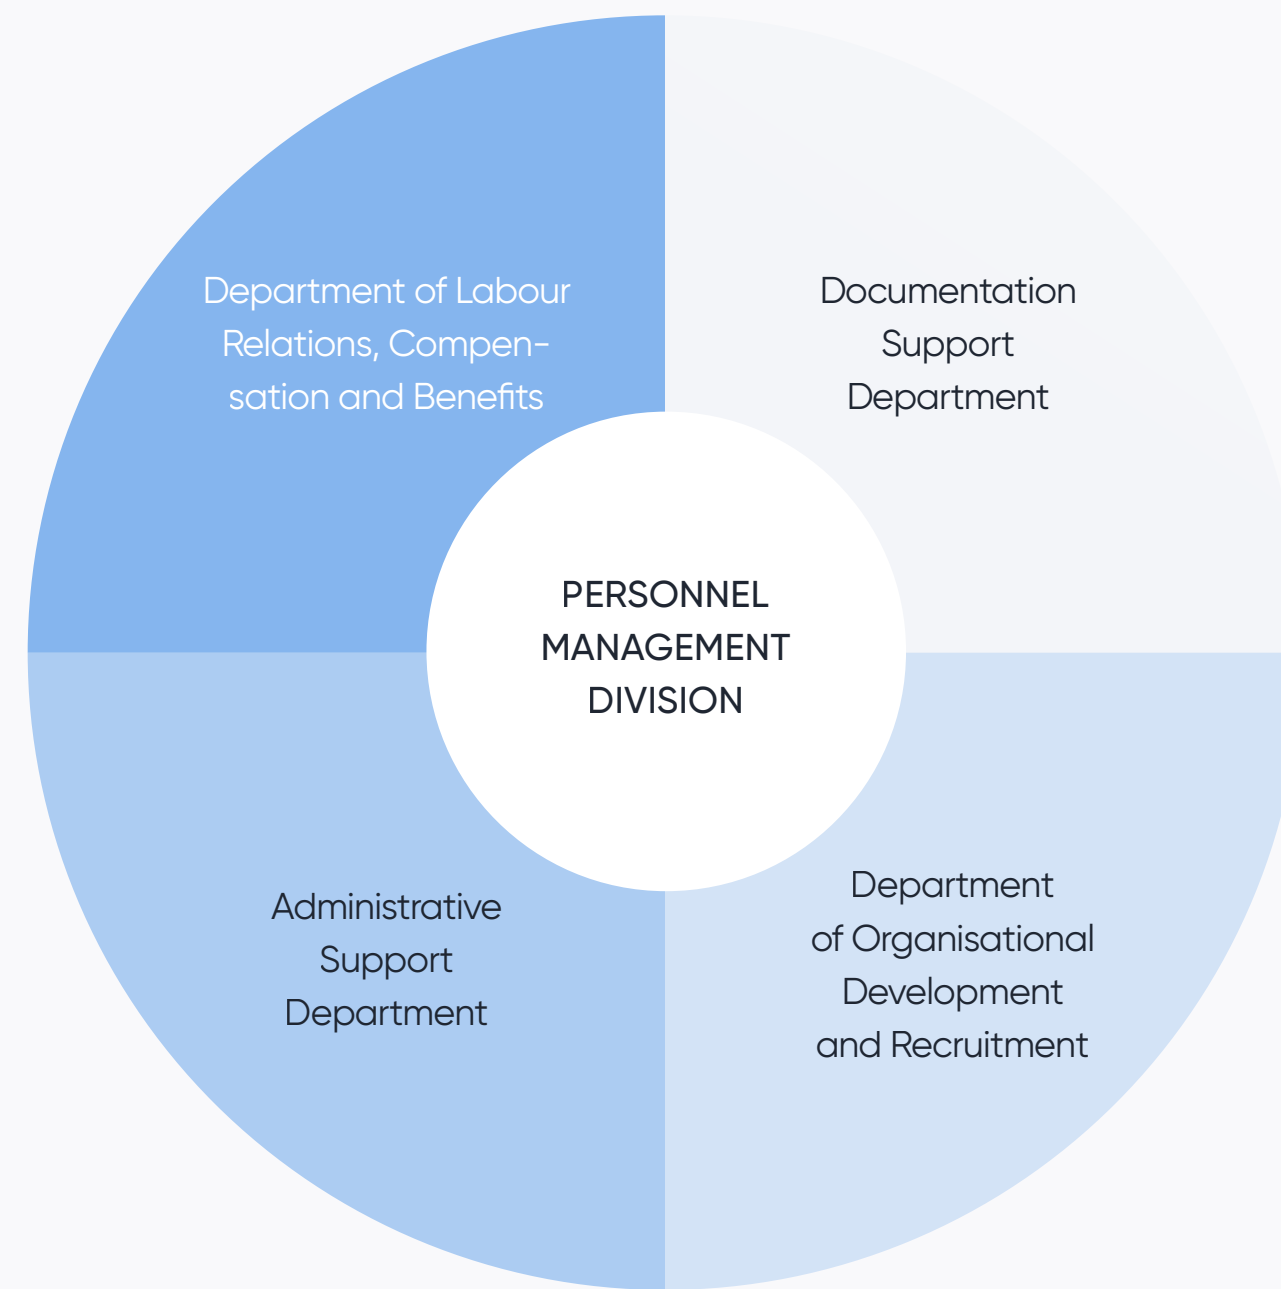 Department of Labour
Relations, Compen-
sation and Benefits
Documentation
Support
Department
PERSONNEL
MANAGEMENT
DIVISION
Administrative
Support
Department
Department
of Organisational
Development
and Recruitment